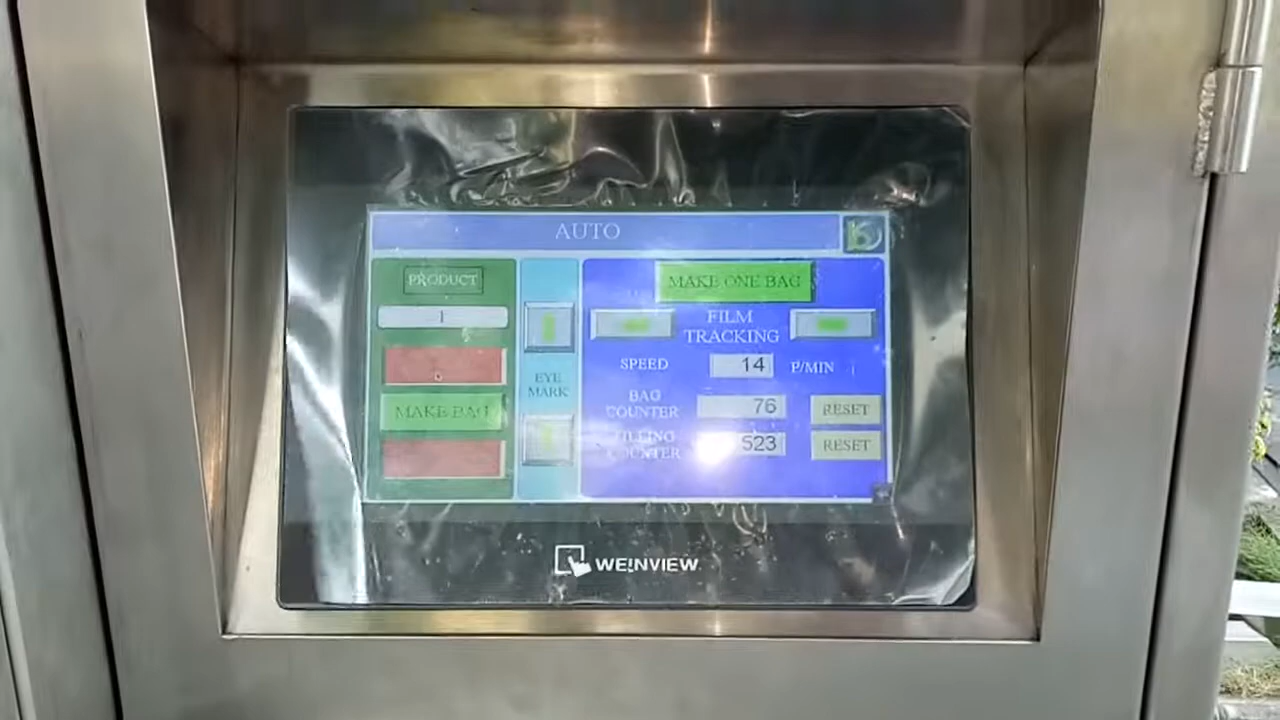 AUTO
PRODUCT
1
MAKE BAG
EYE
MARK
MAKE ONE BAG
FILM
TRACKING
SPEED 14 P/MIN
BAG
COUNTER 76 RESET
FILLING
COUNTER 523 RESET
WEINVIEW